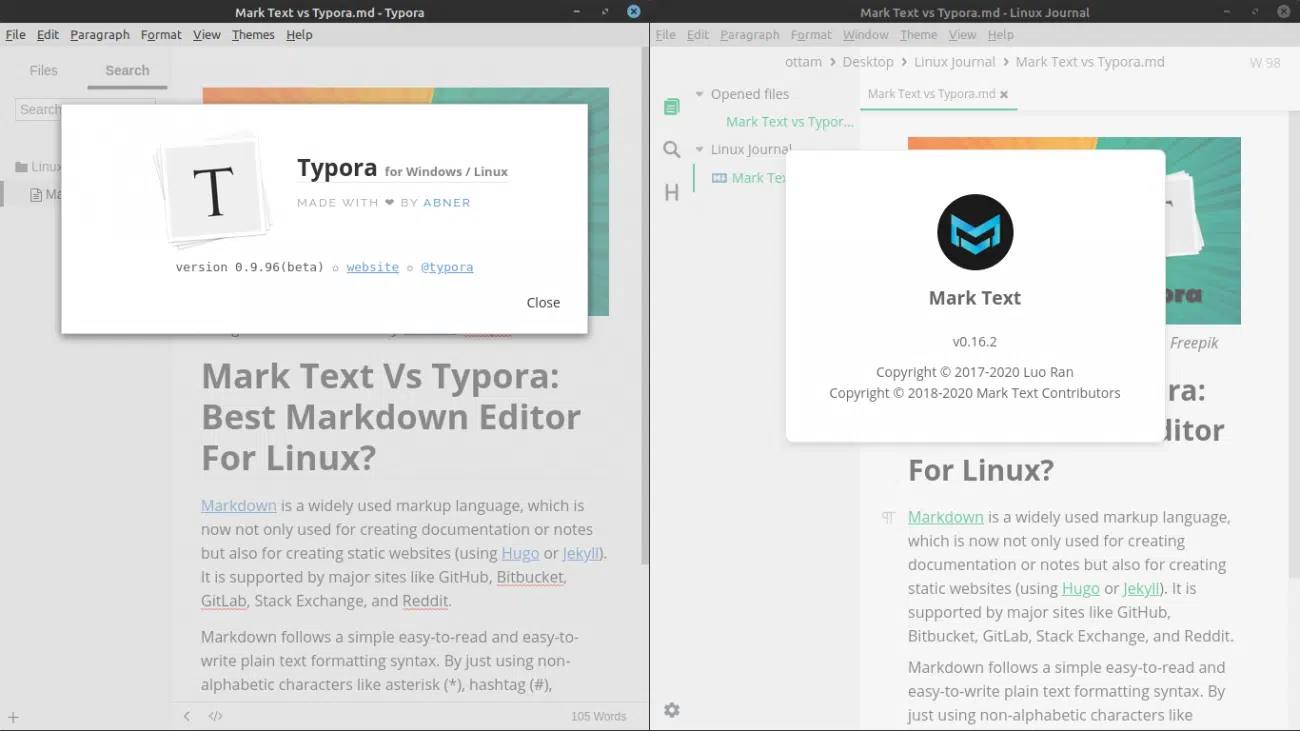 Mark Text vs Typora.md - Typora
File Edit Paragraph Format View Themes Help
Files Search
Search
Linux
Ma
T
Typora for Windows / Linux
MADE WITH ❤ BY ABNER
version 0.9.96(beta) ○ website ○ @typora
Close
Mark Text Vs Typora:
Best Markdown Editor
For Linux?
Markdown is a widely used markup language, which is
now not only used for creating documentation or notes
but also for creating static websites (using Hugo or Jekyll).
It is supported by major sites like GitHub, Bitbucket,
GitLab, Stack Exchange, and Reddit.
Markdown follows a simple easy-to-read and easy-to-
write plain text formatting syntax. By just using non-
alphabetic characters like asterisk (*), hashtag (#),
+ < </> 105 Words
Mark Text vs Typora.md - Linux Journal
File Edit Paragraph Format Window Theme View Help
ottam > Desktop > Linux Journal > Mark Text vs Typora.md
W 98
Opened files
Mark Text vs Typor...
Linux Journal
Mark Tex
H
Mark Text vs Typora.md ×
Mark Text
v0.16.2
Copyright © 2017-2020 Luo Ran
Copyright © 2018-2020 Mark Text Contributors
ora
Freepik
ra:
ditor
For Linux?
Markdown is a widely used markup language,
which is now not only used for creating
documentation or notes but also for creating
static websites (using Hugo or Jekyll). It is
supported by major sites like GitHub,
Bitbucket, GitLab, Stack Exchange, and Reddit.
Markdown follows a simple easy-to-read and
easy-to-write plain text formatting syntax. By
just using non-alphabetic characters like